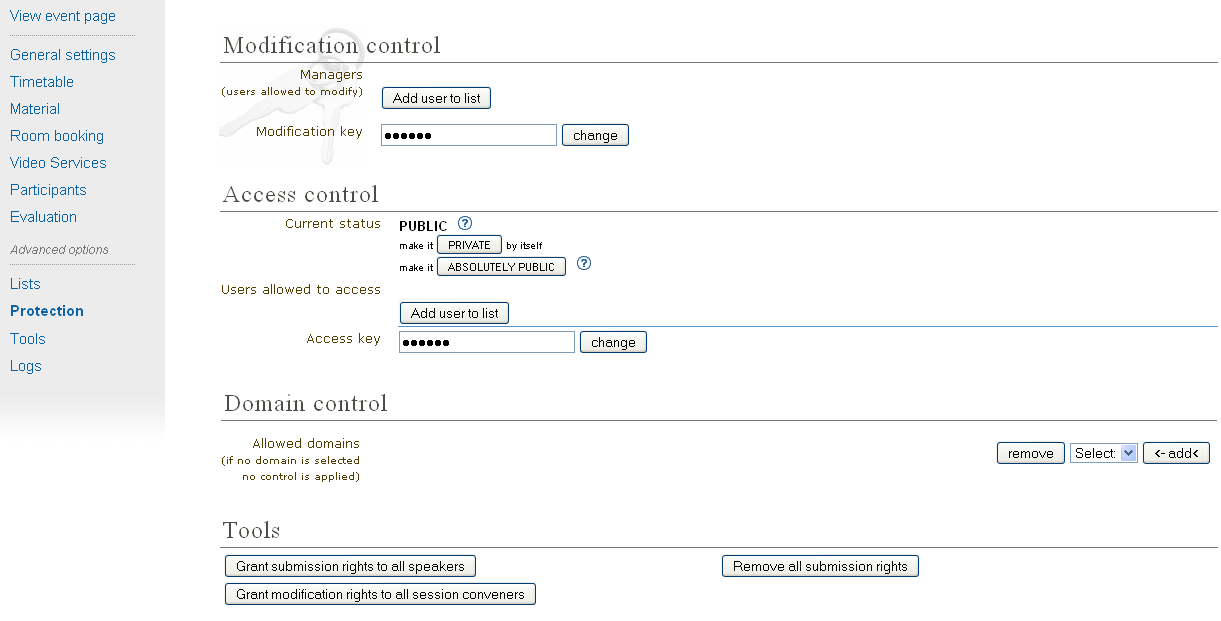 View event page
General settings
Timetable
Material
Room booking
Video Services
Participants
Evaluation
Advanced options
Lists
Protection
Tools
Logs
Modification control
Managers
(users allowed to modify)
Add user to list
Modification key
●●●●●● change
Access control
Current status PUBLIC ?
make it PRIVATE by itself
make it ABSOLUTELY PUBLIC ?
Users allowed to access
Add user to list
Access key ●●●●●● change
Domain control
Allowed domains
(if no domain is selected
no control is applied)
remove Select: <- add<
Tools
Grant submission rights to all speakers Remove all submission rights
Grant modification rights to all session conveners